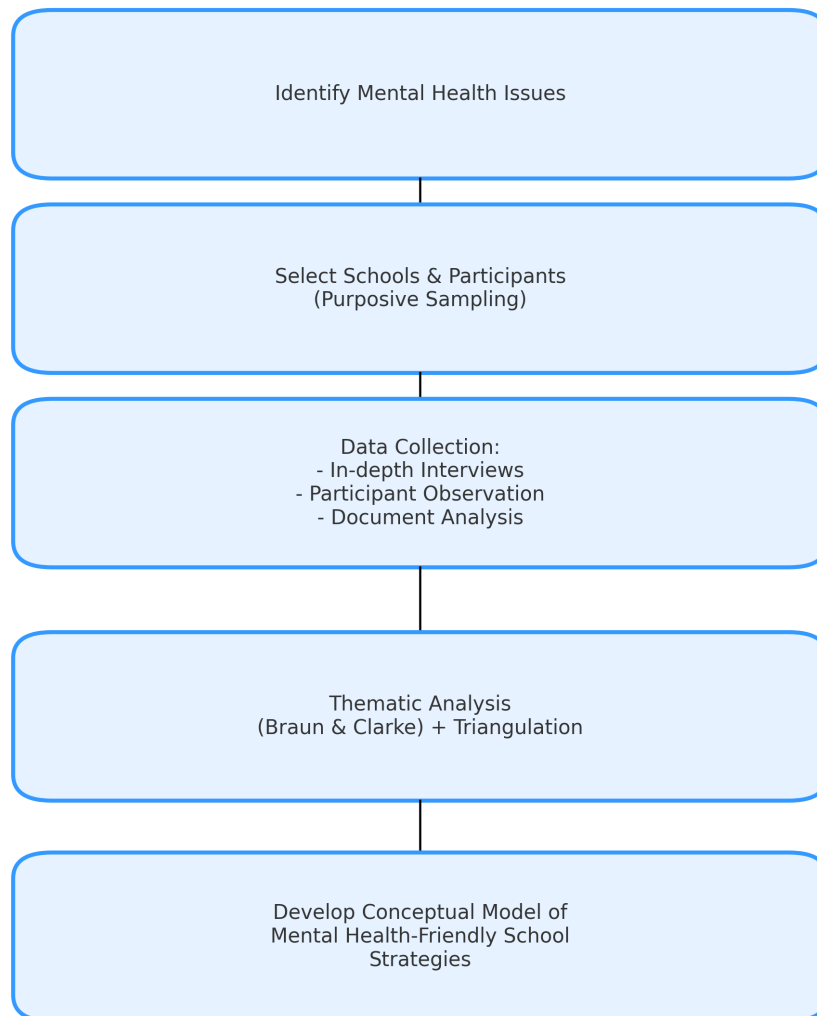 Identify Mental Health Issues
Select Schools & Participants
(Purposive Sampling)
Data Collection:
- In-depth Interviews
- Participant Observation
- Document Analysis
Thematic Analysis
(Braun & Clarke) + Triangulation
Develop Conceptual Model of
Mental Health-Friendly School
Strategies